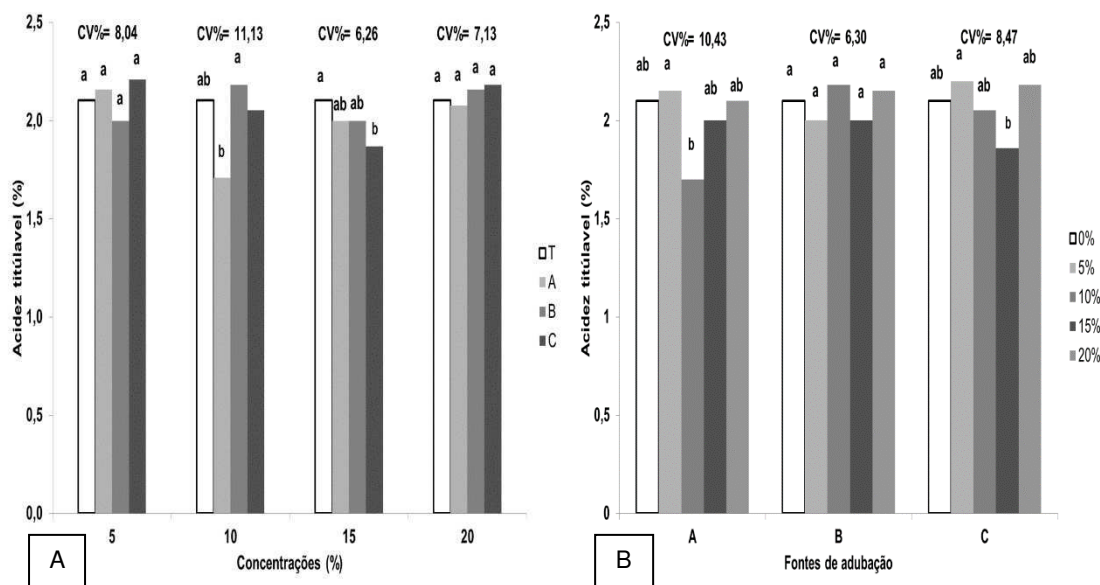 2,5
CV%= 8,04
CV%= 11,13
CV%= 6,26
CV%= 7,13
a a a a
ab b a
a ab ab b
a a a a
2,0
1,5
1,0
0,5
0,0
Acidez titúlavel (%)
5 10 15 20
Concentrações (%)
T
A
B
C
A
2,5
CV%= 10,43
CV%= 6,30
CV%= 8,47
ab a b ab ab
a a a a a
ab a ab b ab
2
1,5
1
0,5
0
Acidez titúlavel (%)
A B C
Fontes de adubação
0%
5%
10%
15%
20%
B